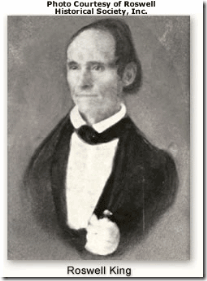 Photo Courtesy of Roswell
Historical Society, Inc.
Roswell King